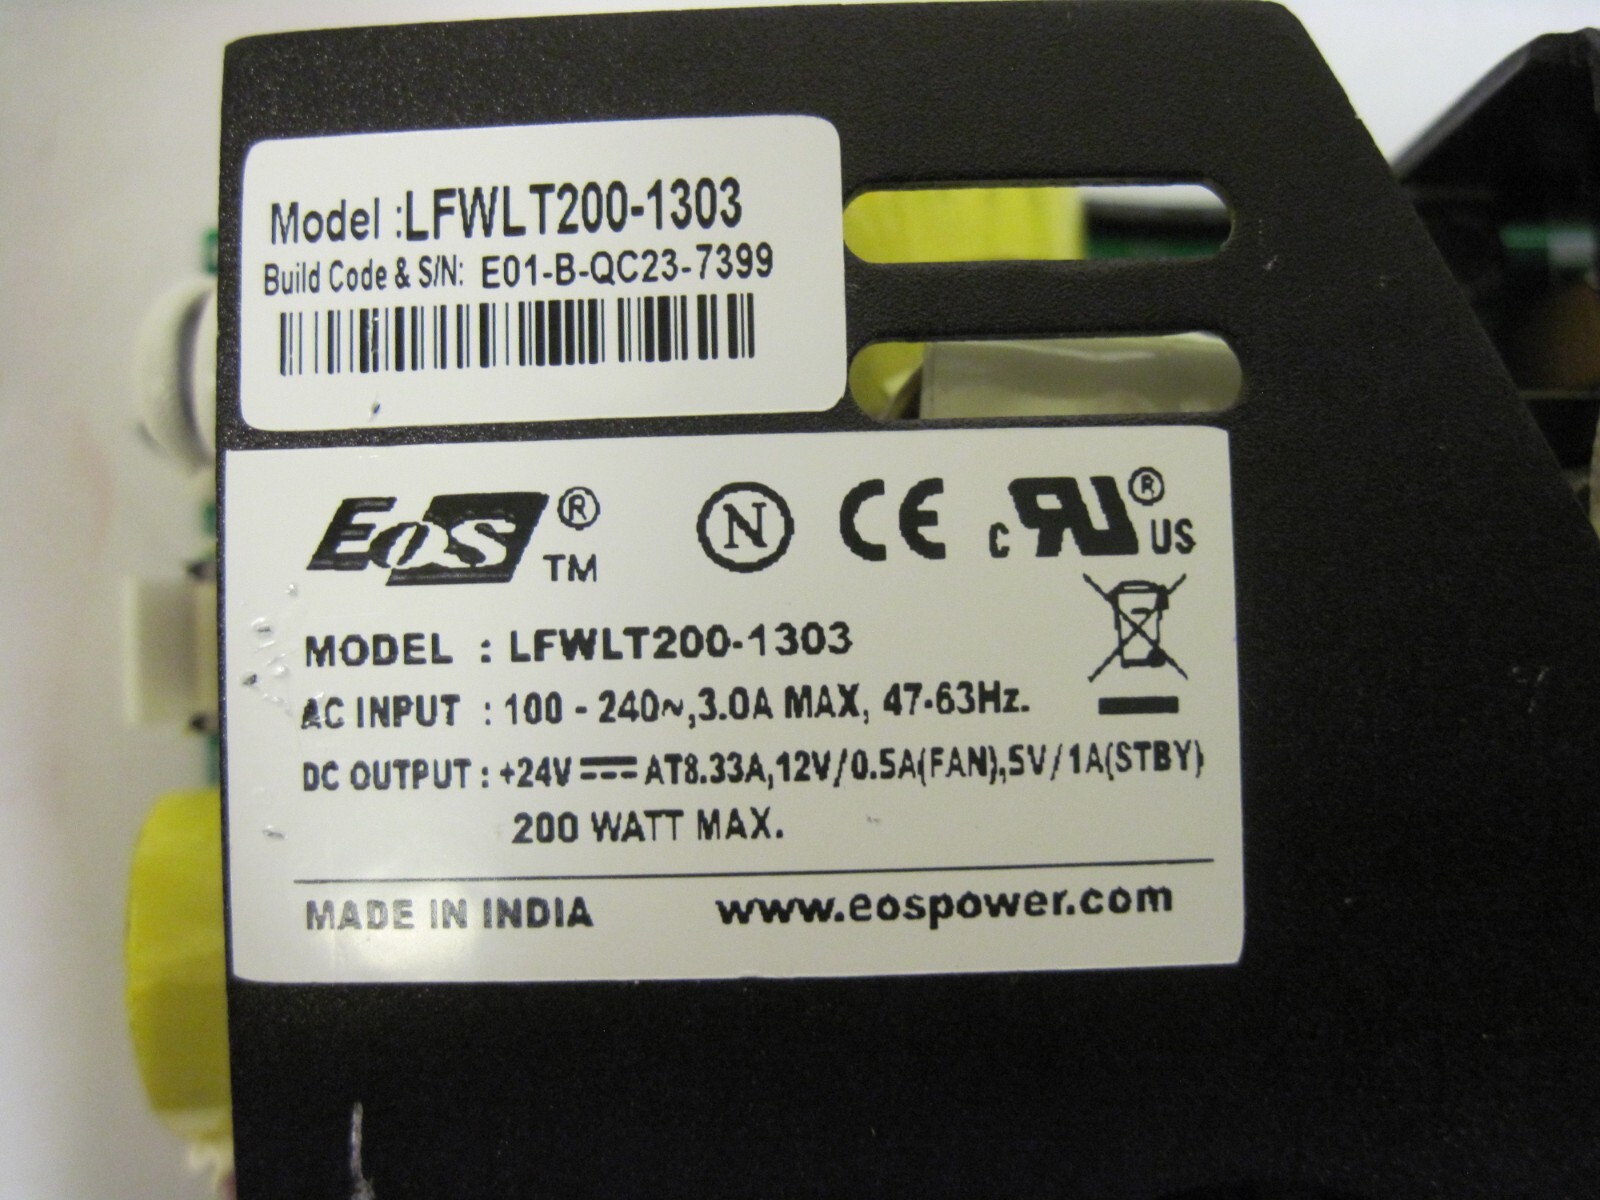 Model :LFWLT200-1303
Build Code & S/N: E01-B-QC23-7399
EOS ® TM N CE c RU ® US
MODEL : LFWLT200-1303
AC INPUT : 100 - 240~,3.0A MAX, 47-63Hz.
DC OUTPUT : +24V ⎓ AT8.33A,12V/0.5A(FAN),5V/1A(STBY)
200 WATT MAX.
MADE IN INDIA www.eospower.com